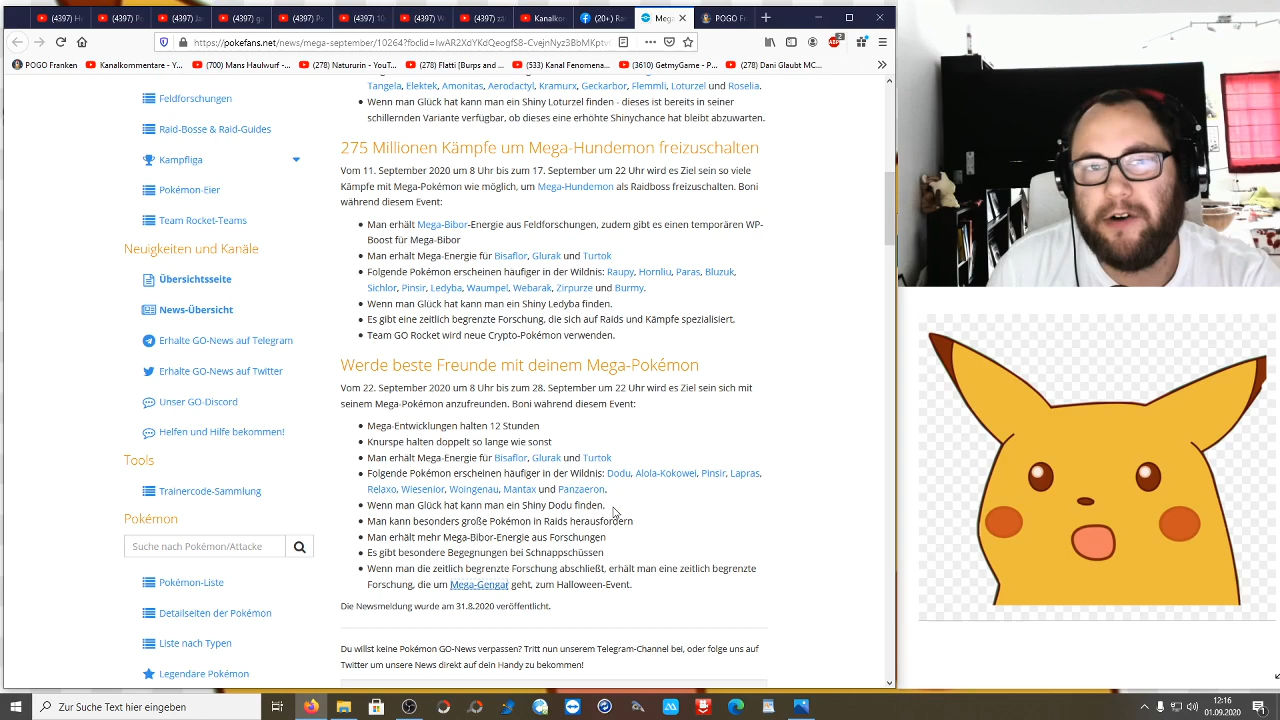 (4397) H
(4397) P
(4397) J
(4397) g
(4397) P
(4397) 10
(4397) W
(4397) z
Kanalkor
(20+) Ra
Mega
POGO F
https://pokefans.net/news/mega-september/10264?fbclid=IwAR2XdYKdQeogfS8-CvejnNyz3BbMKptv
POGO Franken
Kanalkommentare - Y...
(700) Mans Haulwurf -...
(278) Natururin - YouT...
(278) Flatti [Burps and ...
(533) Kanal Fenomena...
(3610) GetmyGame - P...
(278) Dani Glaubt MC...
Feldforschungen
Raid-Bosse & Raid-Guides
Kampfliga
Pokémon-Eier
Team Rocket-Teams
Neuigkeiten und Kanäle
Übersichtsseite
News-Übersicht
Erhalte GO-News auf Telegram
Erhalte GO-News auf Twitter
Unser GO-Discord
Helfen und Hilfe bekommen!
Tools
Trainercode-Sammlung
Pokémon
Suche nach Pokémon/Attacke
Pokémon-Liste
Detailseiten der Pokémon
Liste nach Typen
Legendäre Pokémon
Tangela, Elektek, Amonitas, Aerodactyl, Kramurx, Geckarbor, Flemmli, Loturzel und Roselia.
Wenn man Glück hat kann man ein Shiny Loturzel finden - dieses ist bereits in seiner
schillernden Variante verfügbar, ob dieses eine erhöhte Shinychance hat bleibt abzuwarten.
275 Millionen Kämpfe um Mega-Hundemon freizuschalten
Vom 11. September 2020 um 8 Uhr bis zum 17. September um 22 Uhr wird es Ziel sein so viele
Kämpfe mit Mega-Pokémon wie möglich, um Mega-Hundemon als Raidboss freizuschalten. Boni
während diesem Event:
Man erhält Mega-Bibor-Energie aus Feldforschungen, zudem gibt es einen temporären WP-
Boost für Mega-Bibor
Man erhält Mega-Energie für Bisaflor, Glurak und Turtok
Folgende Pokémon erscheinen häufiger in der Wildnis: Raupy, Hornliu, Paras, Bluzuk,
Sichlor, Pinsir, Ledyba, Waumpel, Webarak, Zirpurze und Burmy.
Wenn man Glück hat kann man ein Shiny Ledyba finden.
Es gibt eine zeitlich begrenzte Forschung, die sich auf Raids und Kämpfe spezialisiert.
Team GO Rocket wird neue Crypto-Pokémon verwenden.
Werde beste Freunde mit deinem Mega-Pokémon
Vom 22. September 2020 um 8 Uhr bis zum 28. September um 22 Uhr wird es Ziel sein sich mit
seinem Mega-Pokémon anzufreunden. Boni während diesem Event:
Mega-Entwicklungen halten 12 Stunden
Knurspe halten doppelt so lange wie sonst
Man erhält Mega-Energie für Bisaflor, Glurak und Turtok
Folgende Pokémon erscheinen häufiger in der Wildnis: Dodu, Alola-Kokowei, Pinsir, Lapras,
Relaxo, Wiesenior, Woingenau, Mantax und Panzaeron.
Wenn man Glück hat kann man ein Shiny Dodu finden.
Man kann besonders große Pokémon in Raids herausfordern
Man erhält mehr Mega-Bibor-Energie aus Forschungen
Es gibt besondere Begegnungen bei Schnappschüssen
Wenn man die zeitlich begrenzte Forschung abschließt, erhält man eine zeitlich begrenzte
Forschung, die um Mega-Gengar geht, zum Halloween-Event.
Die Newsmeldung wurde am 31.8.2020 veröffentlicht.
Du willst keine Pokémon GO-News verpassen? Tritt nun unserem Telegram-Channel bei, oder folge uns auf
Twitter um unsere News direkt auf dein Handy zu bekommen!
Zur Suche Text hier eingeben
12:16
01.09.2020